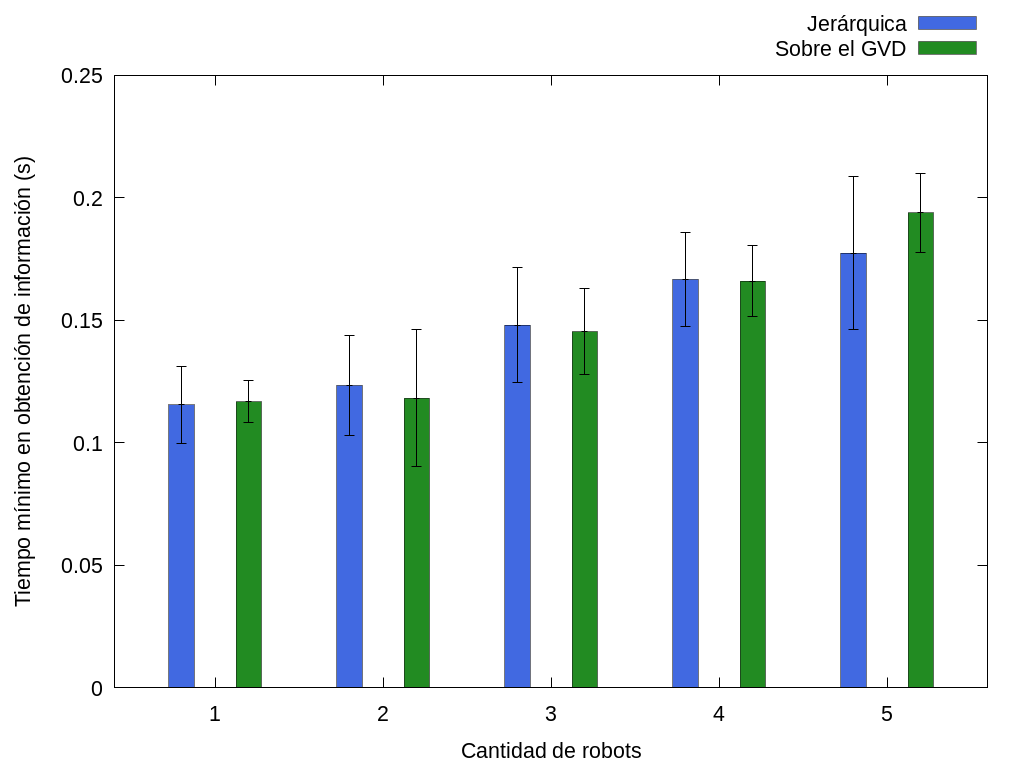 Jerárquica
Sobre el GVD
0.25
0.2
0.15
0.1
0.05
0
Tiempo mínimo en obtención de información (s)
1 2 3 4 5
Cantidad de robots